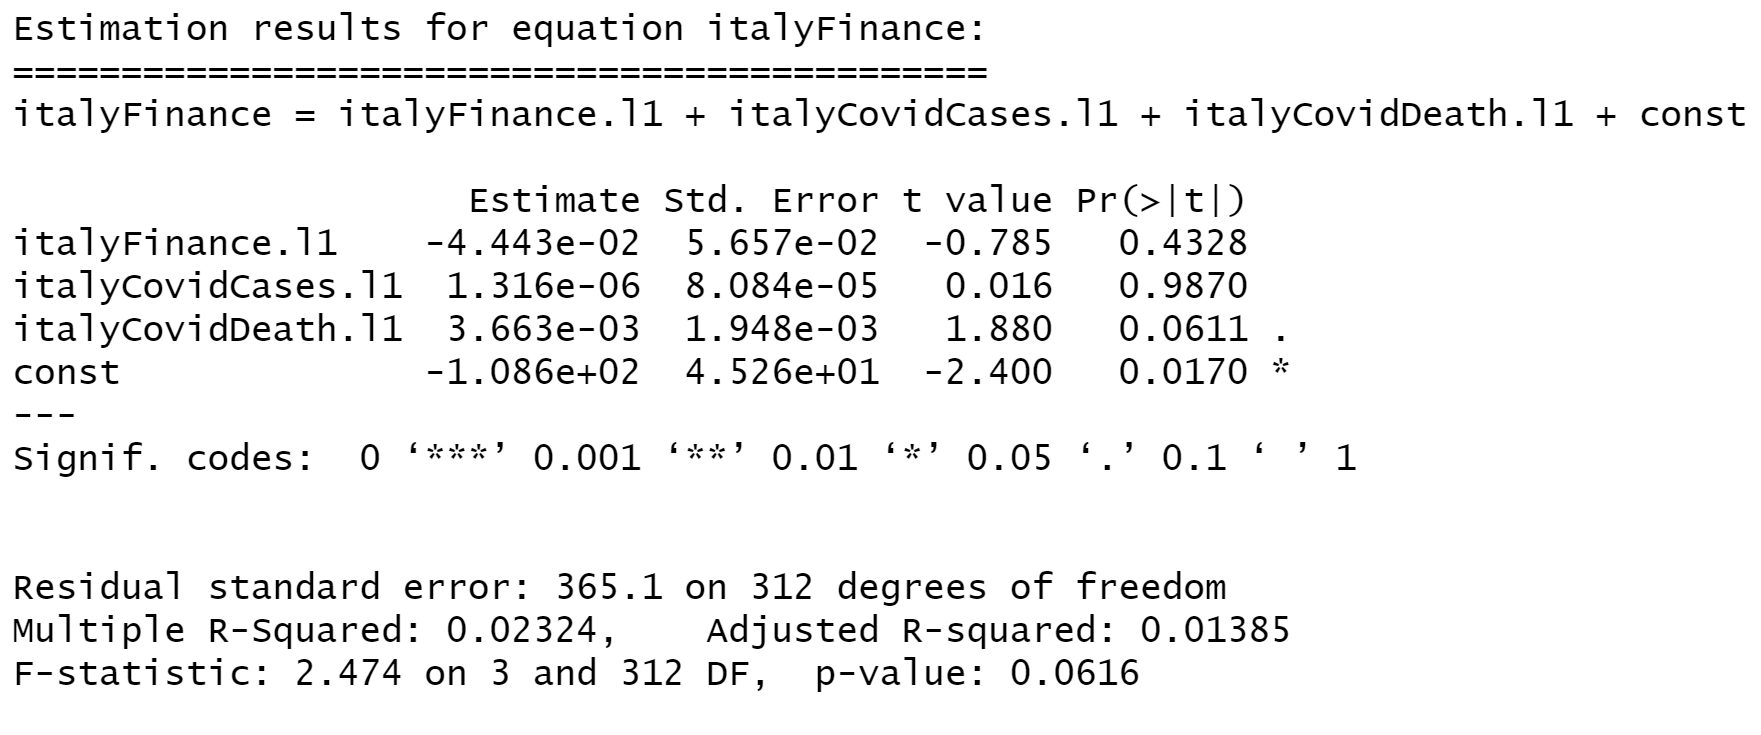 Estimation results for equation italyFinance:
=============================================
italyFinance = italyFinance.l1 + italyCovidCases.l1 + italyCovidDeath.l1 + const
Estimate Std. Error t value Pr(>|t|)
italyFinance.l1 -4.443e-02 5.657e-02 -0.785 0.4328
italyCovidCases.l1 1.316e-06 8.084e-05 0.016 0.9870
italyCovidDeath.l1 3.663e-03 1.948e-03 1.880 0.0611 .
const -1.086e+02 4.526e+01 -2.400 0.0170 *
---
Signif. codes: 0 ‘***’ 0.001 ‘**’ 0.01 ‘*’ 0.05 ‘.’ 0.1 ‘ ’ 1
Residual standard error: 365.1 on 312 degrees of freedom
Multiple R-Squared: 0.02324, Adjusted R-squared: 0.01385
F-statistic: 2.474 on 3 and 312 DF, p-value: 0.0616